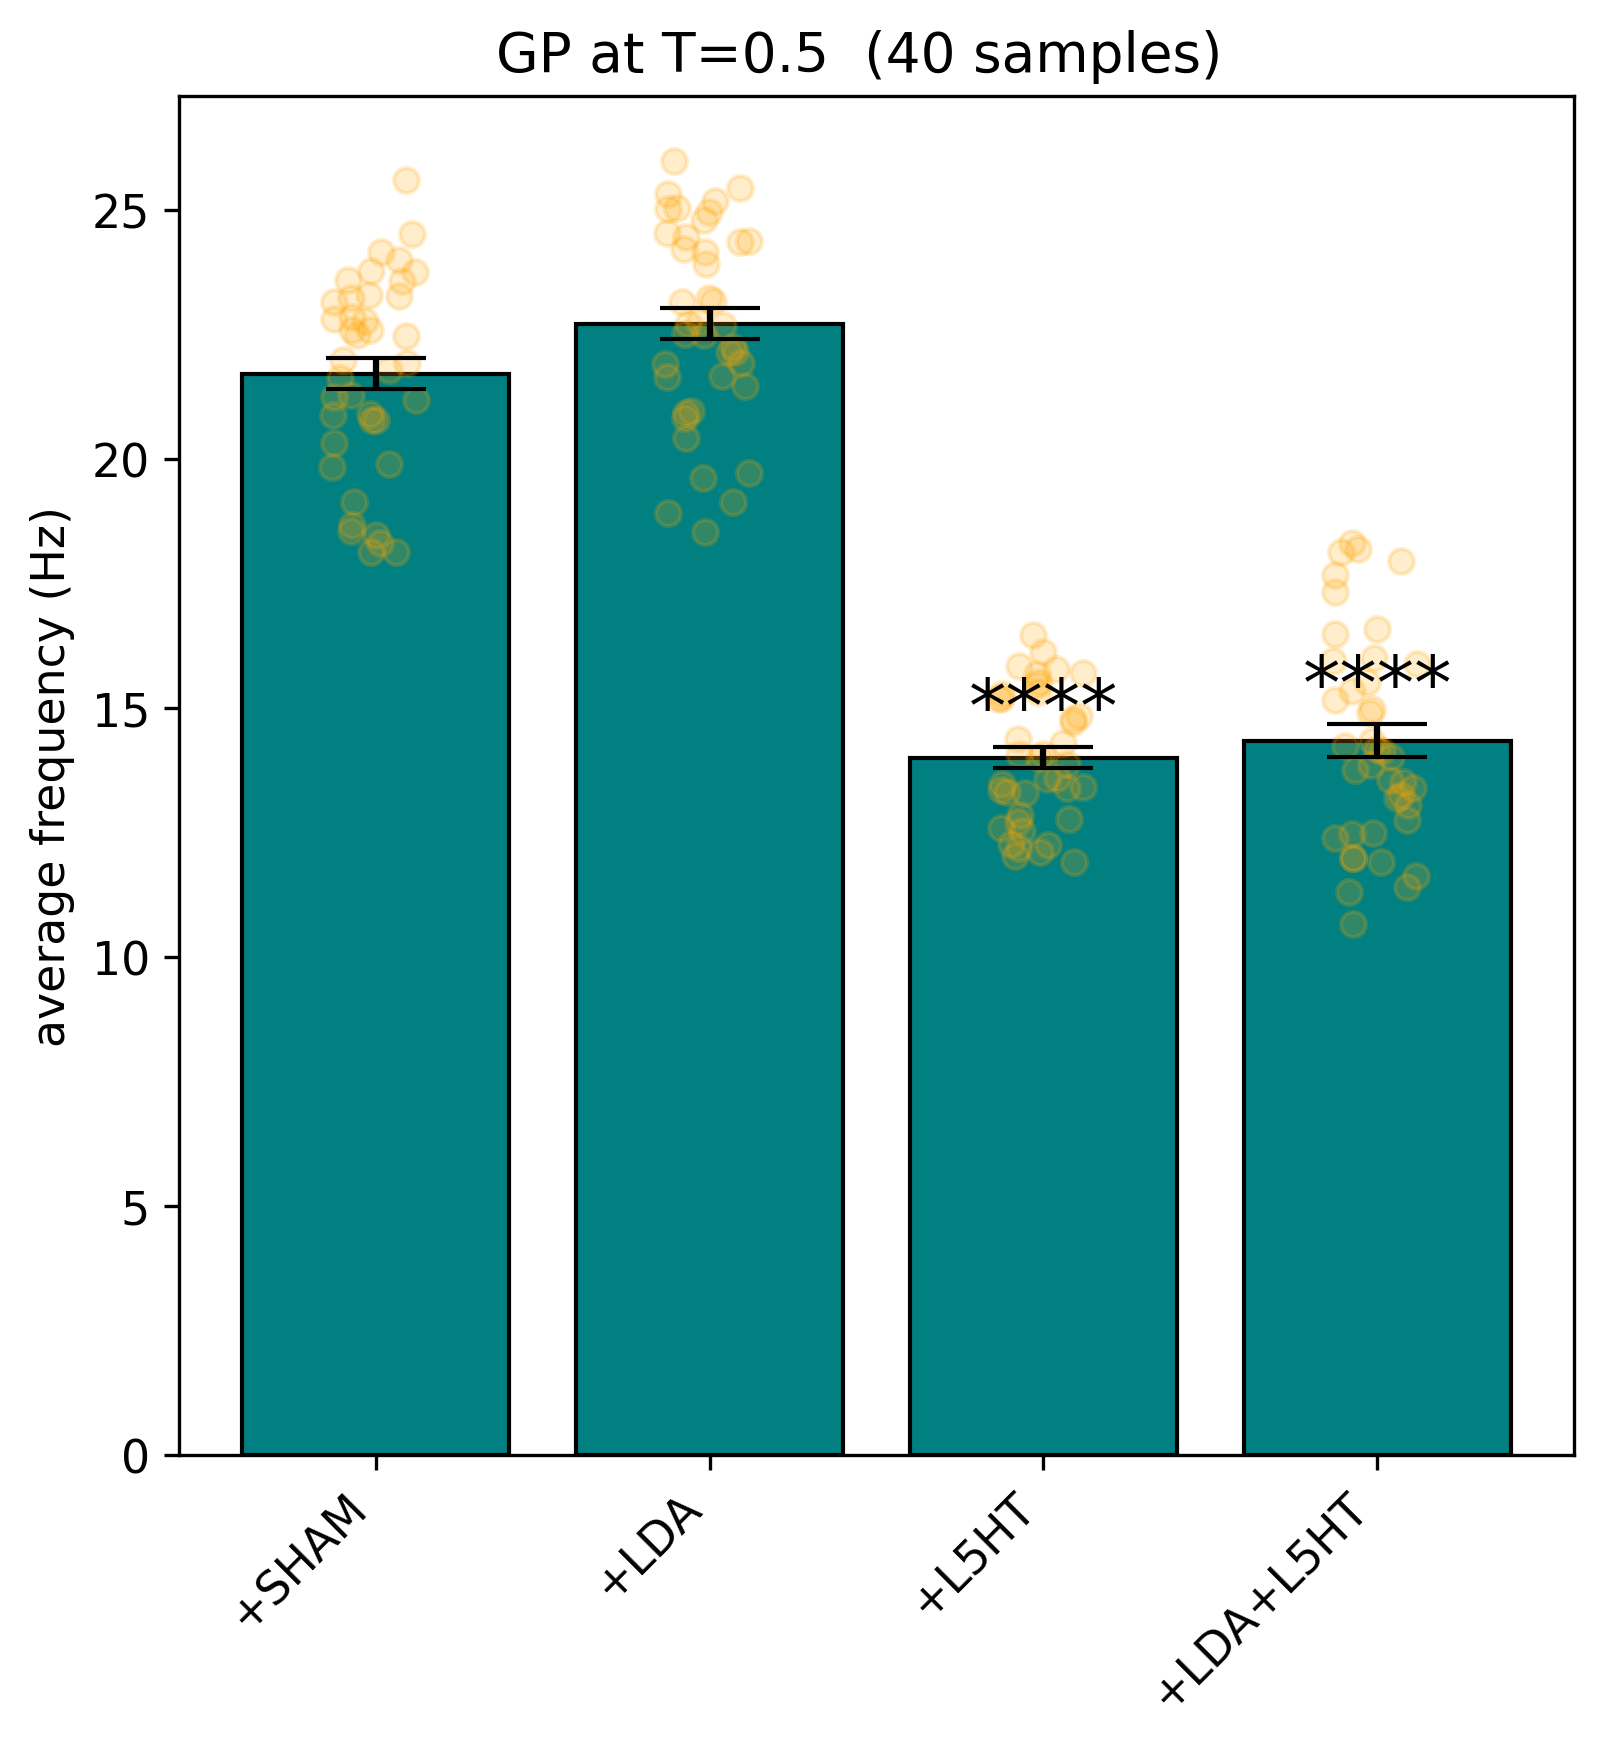 GP at T=0.5  (40 samples)
average frequency (Hz)
25
20
15
10
5
0
****
****
+SHAM
+LDA
+L5HT
+LDA+L5HT